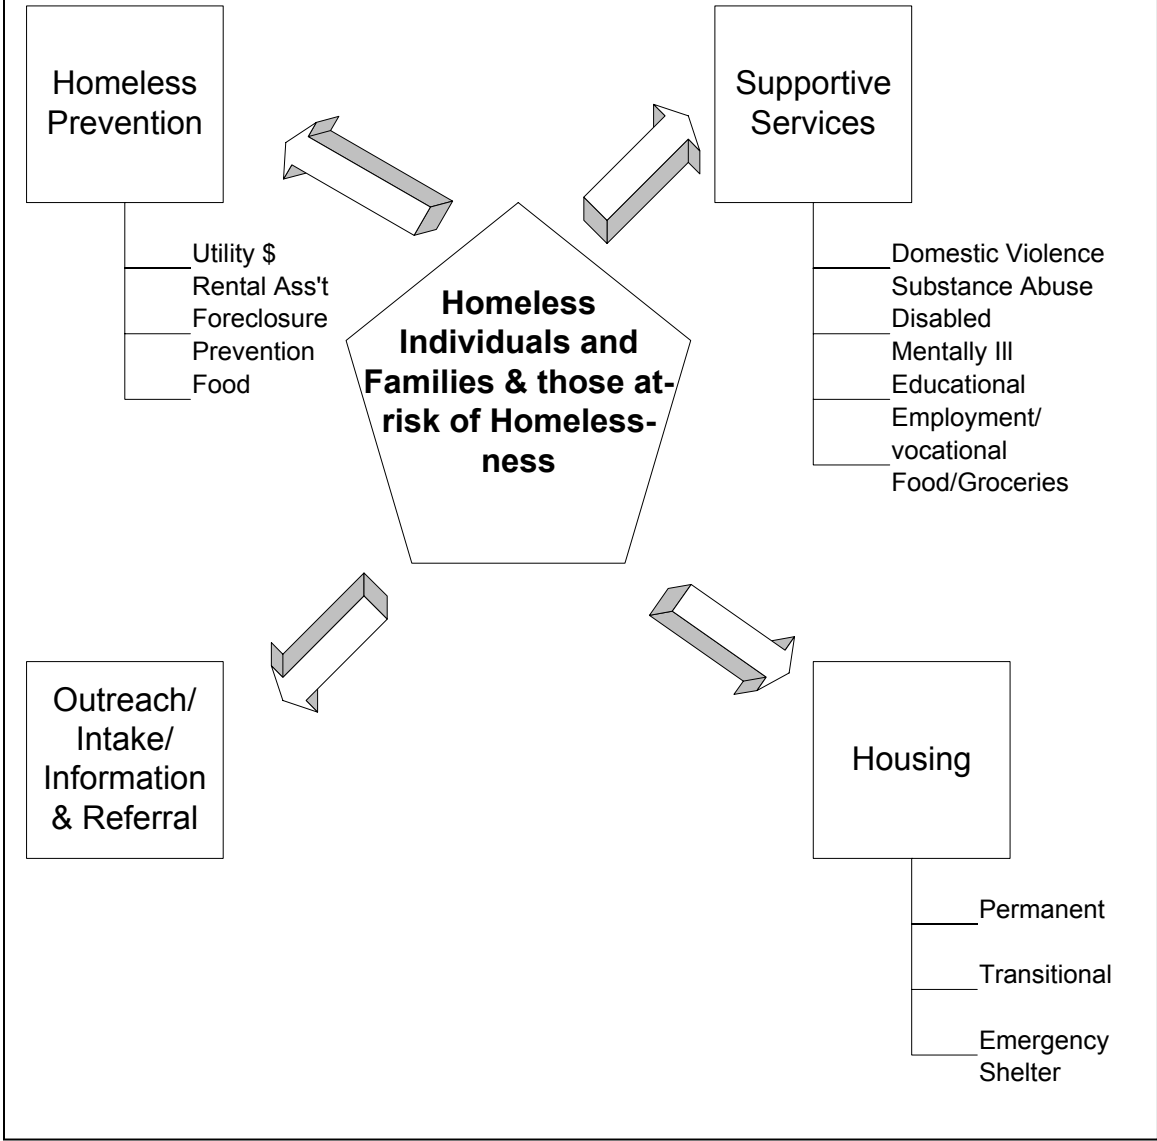 Homeless
Prevention
Utility $
Rental Ass't
Foreclosure
Prevention
Food
Supportive
Services
Domestic Violence
Substance Abuse
Disabled
Mentally Ill
Educational
Employment/
vocational
Food/Groceries
Homeless
Individuals and
Families & those at-
risk of Homeless-
ness
Outreach/
Intake/
Information
& Referral
Housing
Permanent
Transitional
Emergency
Shelter